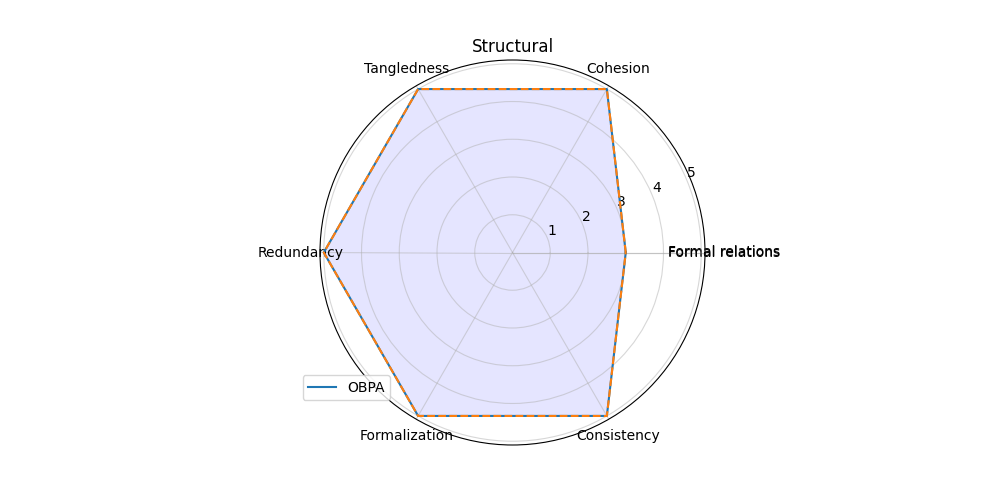 Structural
Tangledness
Cohesion
5
4
3
2
1
Redundancy
Formal relations
OBPA
Formalization
Consistency